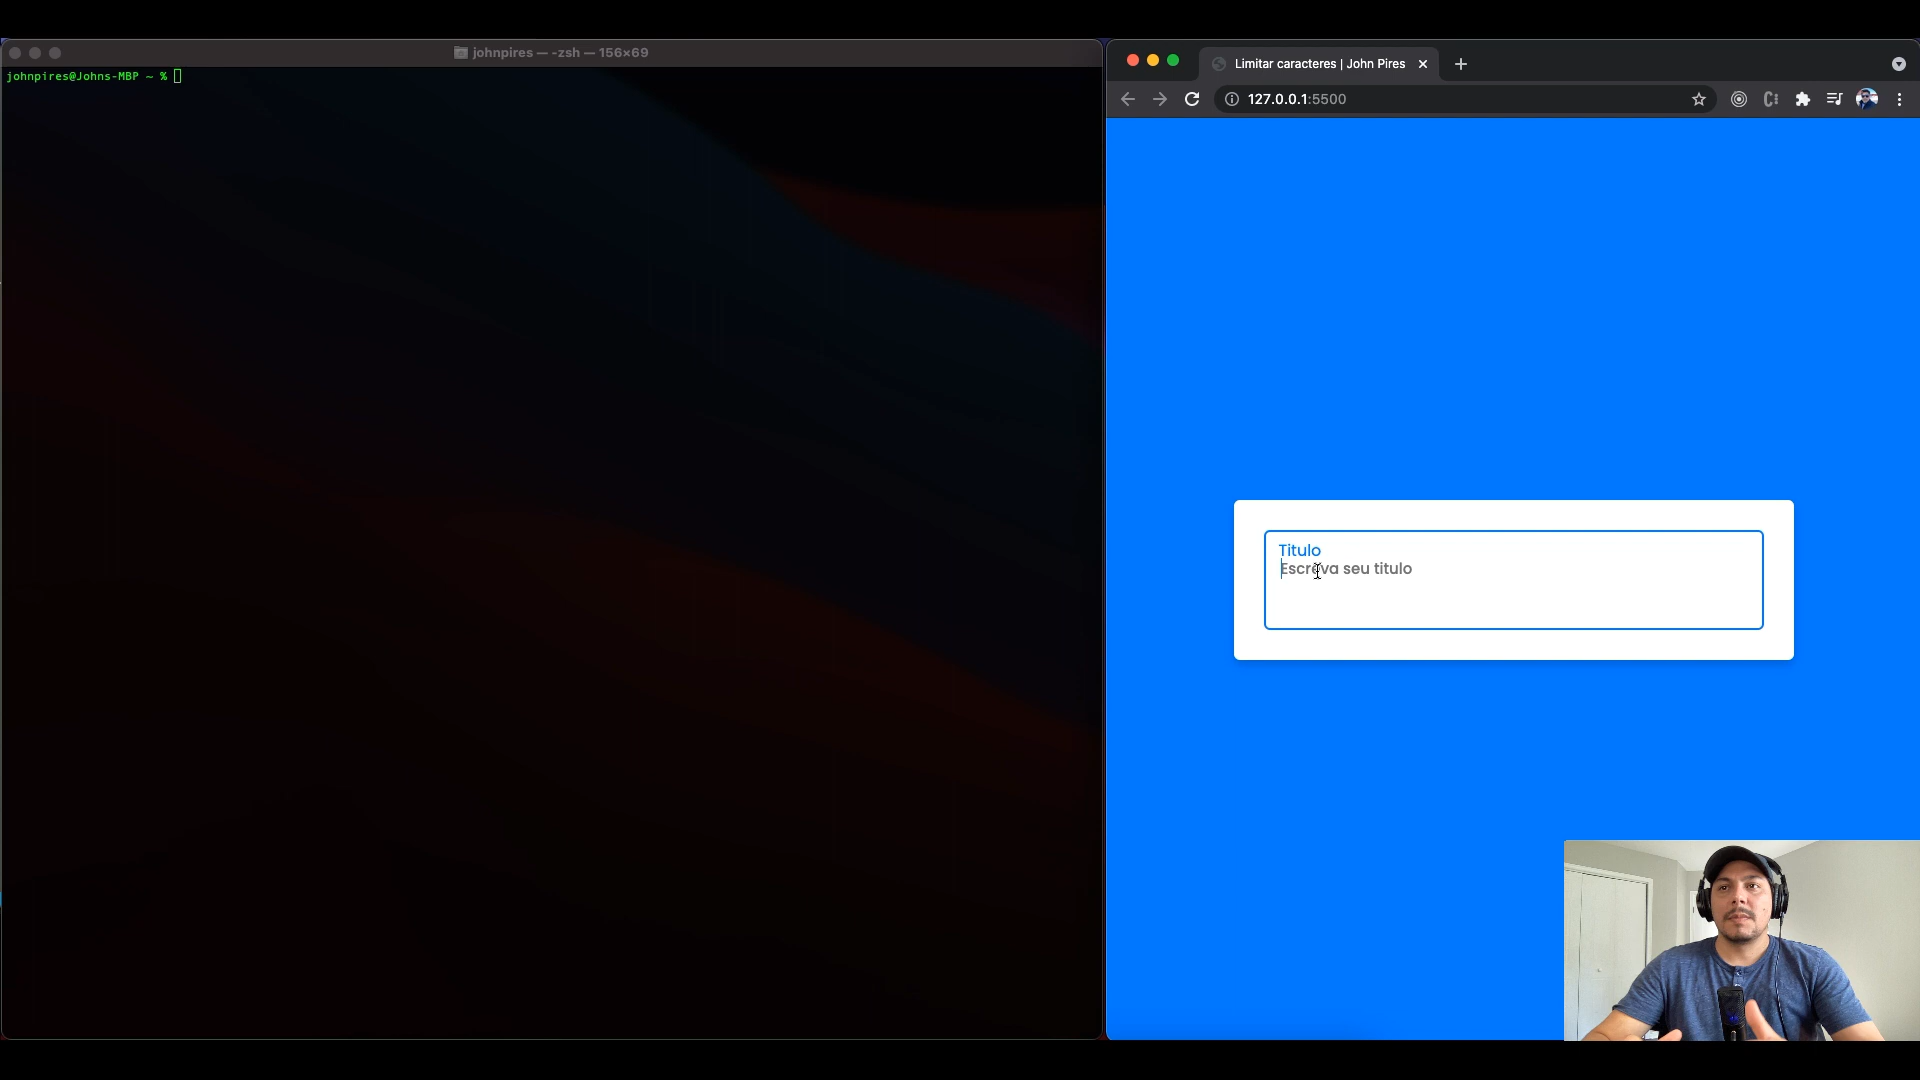 johnpires — -zsh — 156×69
johnpires@Johns-MBP ~ %
Limitar caracteres | John Pires
127.0.0.1:5500
Titulo
Escreva seu titulo